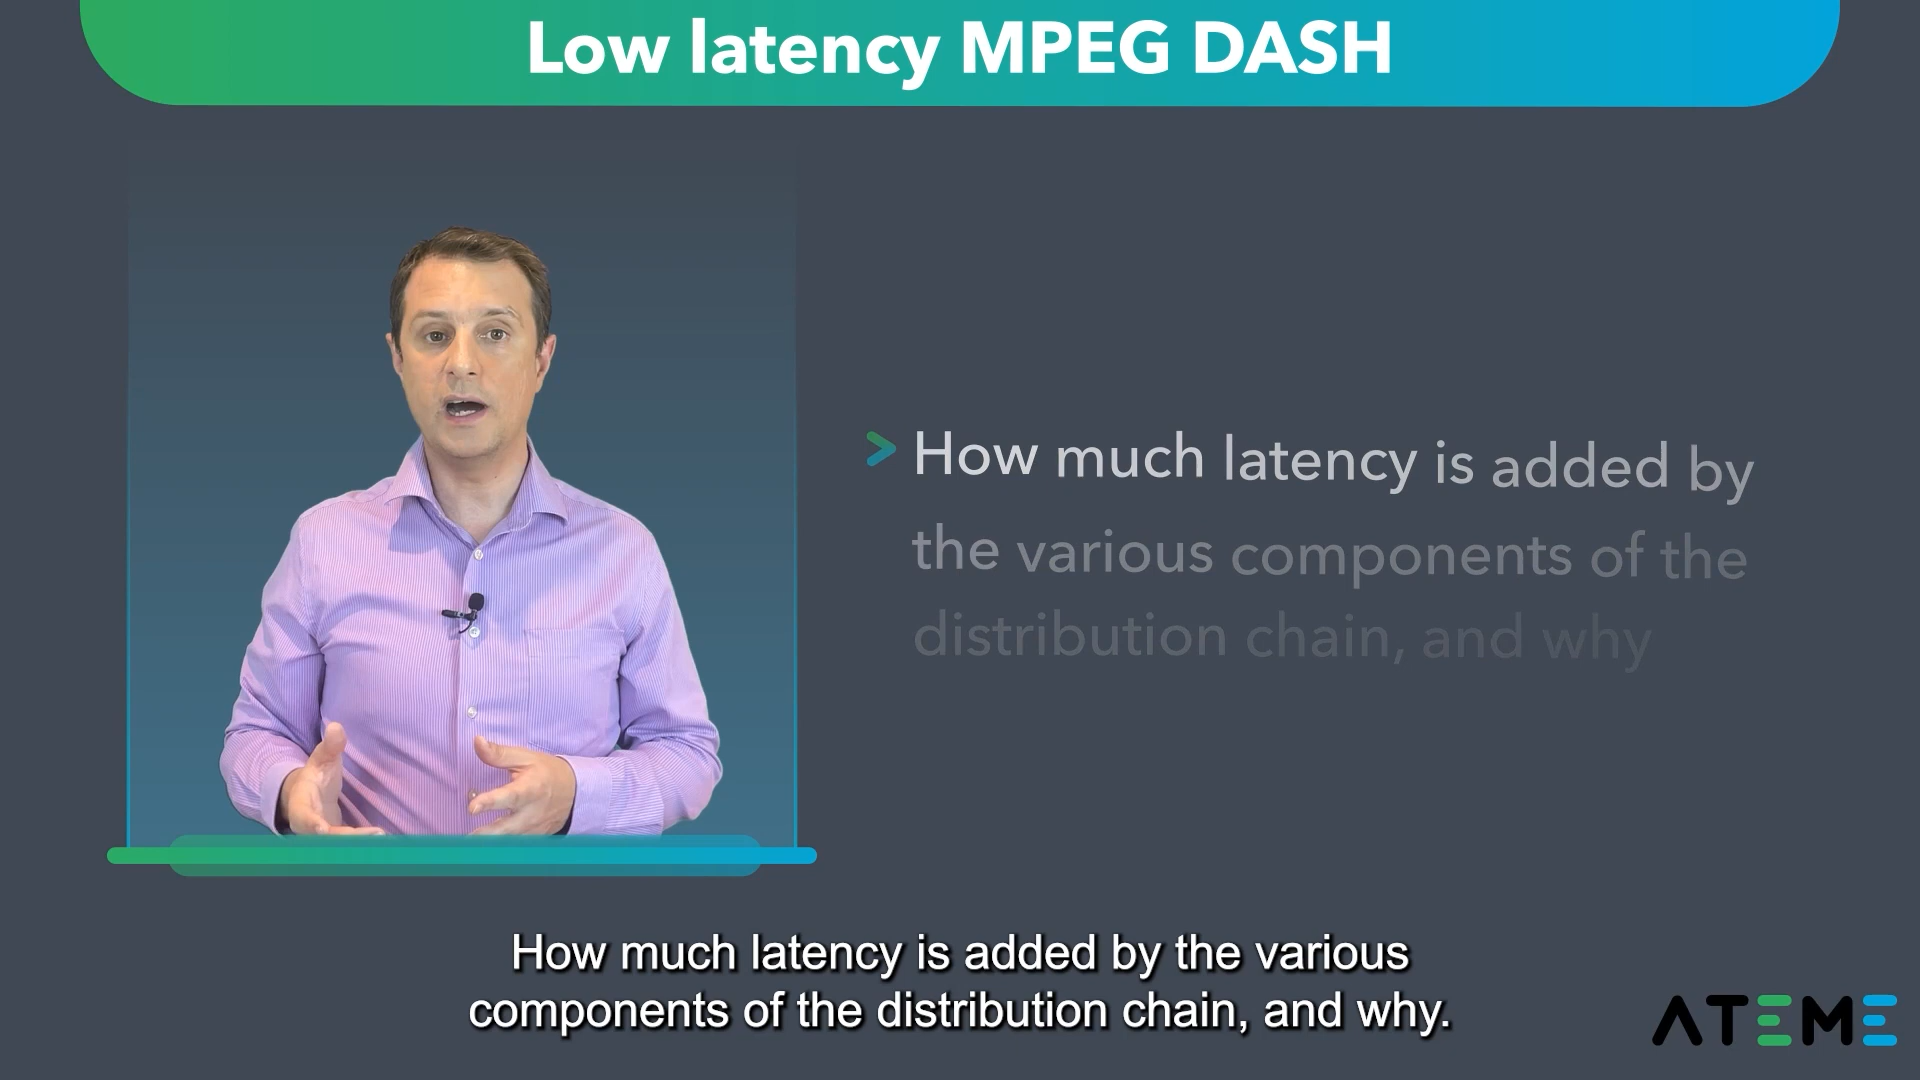 Low latency MPEG DASH
How much latency is added by
the various components of the
distribution chain, and why
How much latency is added by the various
components of the distribution chain, and why.
ATEME